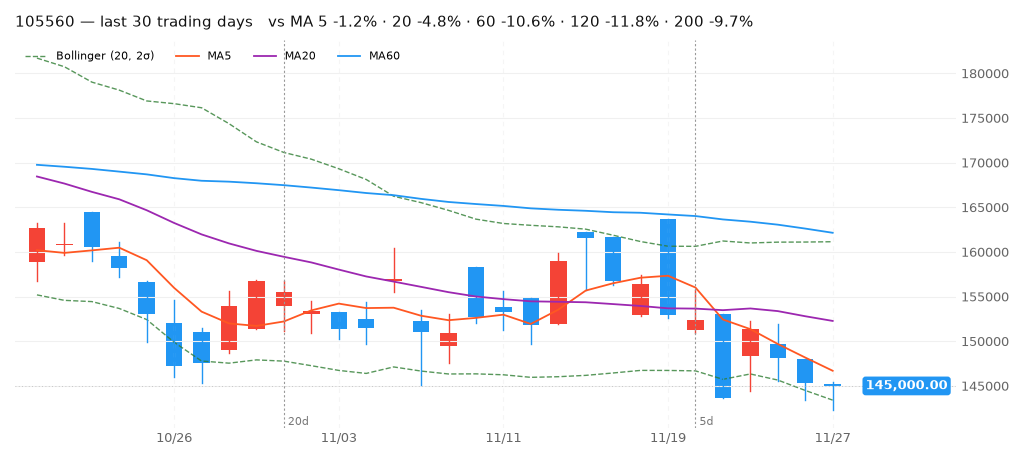 105560 — last 30 trading days   vs MA 5 -1.2% · 20 -4.8% · 60 -10.6% · 120 -11.8% · 200 -9.7%
Bollinger (20, 2σ)   MA5   MA20   MA60
180000
175000
170000
165000
160000
155000
150000
145000
145,000.00
20d   5d
10/26   11/03   11/11   11/19   11/27